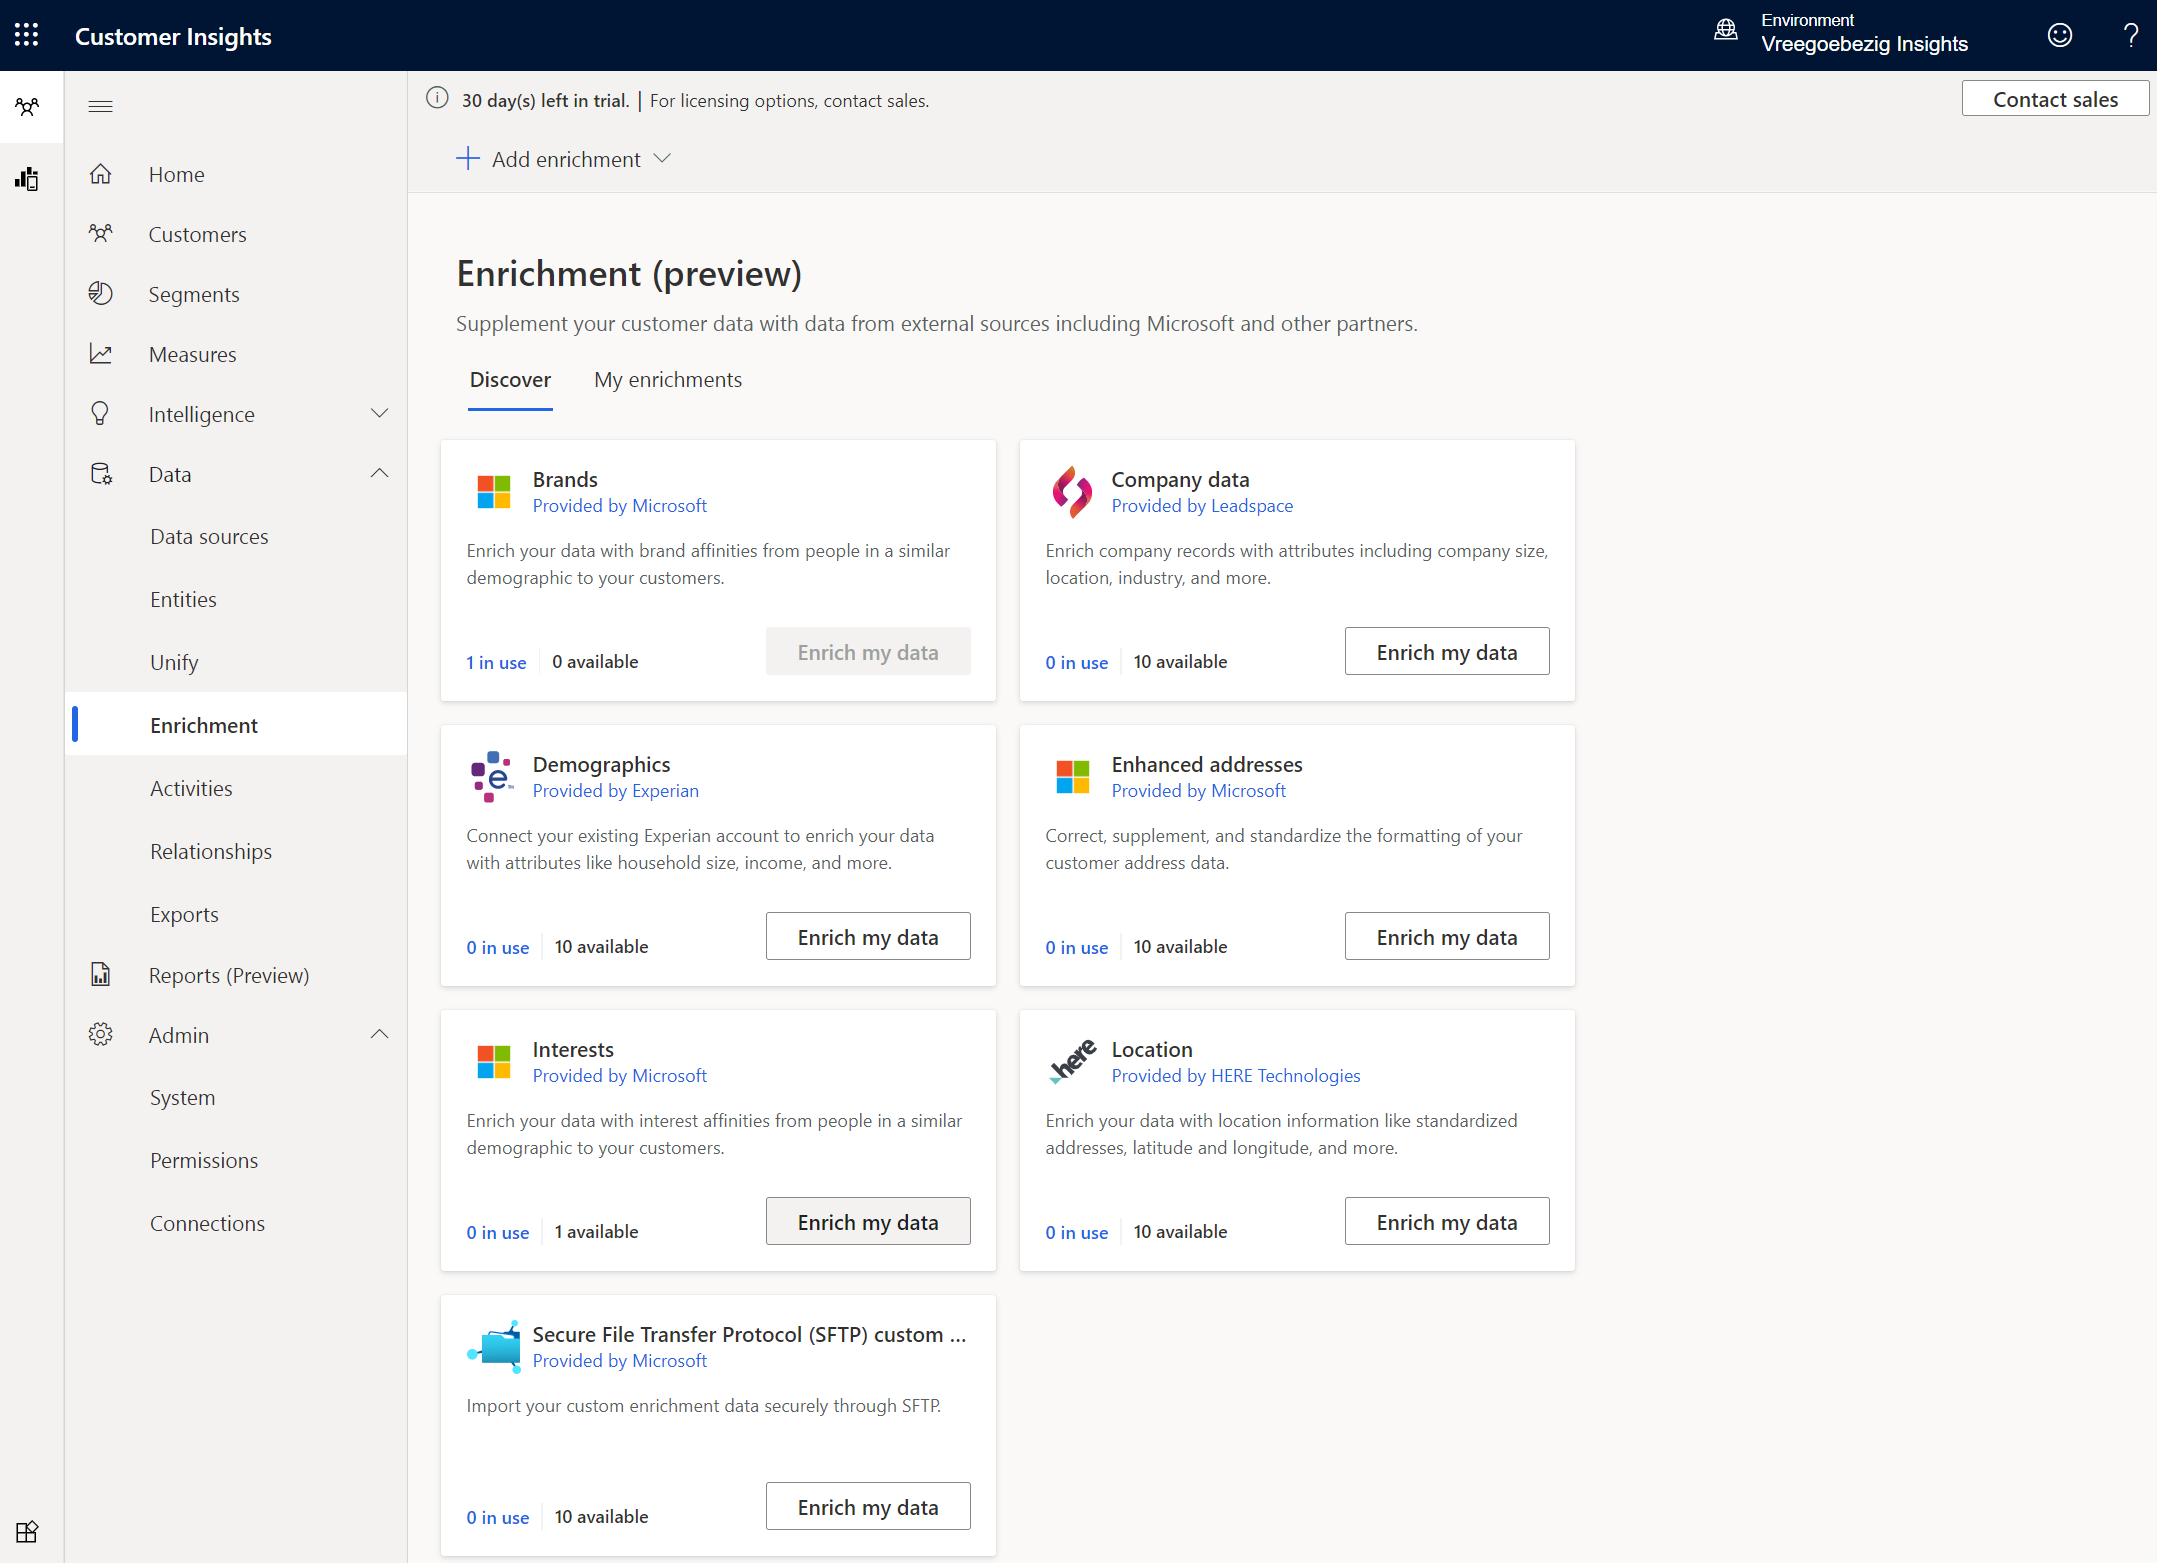 Customer Insights
Environment
Vreegoebezig Insights
?
30 day(s) left in trial. | For licensing options, contact sales.
Contact sales
Add enrichment
Home
Customers
Segments
Measures
Intelligence
Data
Data sources
Entities
Unify
Enrichment
Activities
Relationships
Exports
Reports (Preview)
Admin
System
Permissions
Connections
Enrichment (preview)
Supplement your customer data with data from external sources including Microsoft and other partners.
Discover
My enrichments
Brands
Provided by Microsoft
Enrich your data with brand affinities from people in a similar
demographic to your customers.
1 in use
0 available
Enrich my data
Company data
Provided by Leadspace
Enrich company records with attributes including company size,
location, industry, and more.
0 in use
10 available
Enrich my data
e
Demographics
Provided by Experian
Connect your existing Experian account to enrich your data
with attributes like household size, income, and more.
0 in use
10 available
Enrich my data
Enhanced addresses
Provided by Microsoft
Correct, supplement, and standardize the formatting of your
customer address data.
0 in use
10 available
Enrich my data
Interests
Provided by Microsoft
Enrich your data with interest affinities from people in a similar
demographic to your customers.
0 in use
1 available
Enrich my data
here
Location
Provided by HERE Technologies
Enrich your data with location information like standardized
addresses, latitude and longitude, and more.
0 in use
10 available
Enrich my data
Secure File Transfer Protocol (SFTP) custom ...
Provided by Microsoft
Import your custom enrichment data securely through SFTP.
0 in use
10 available
Enrich my data